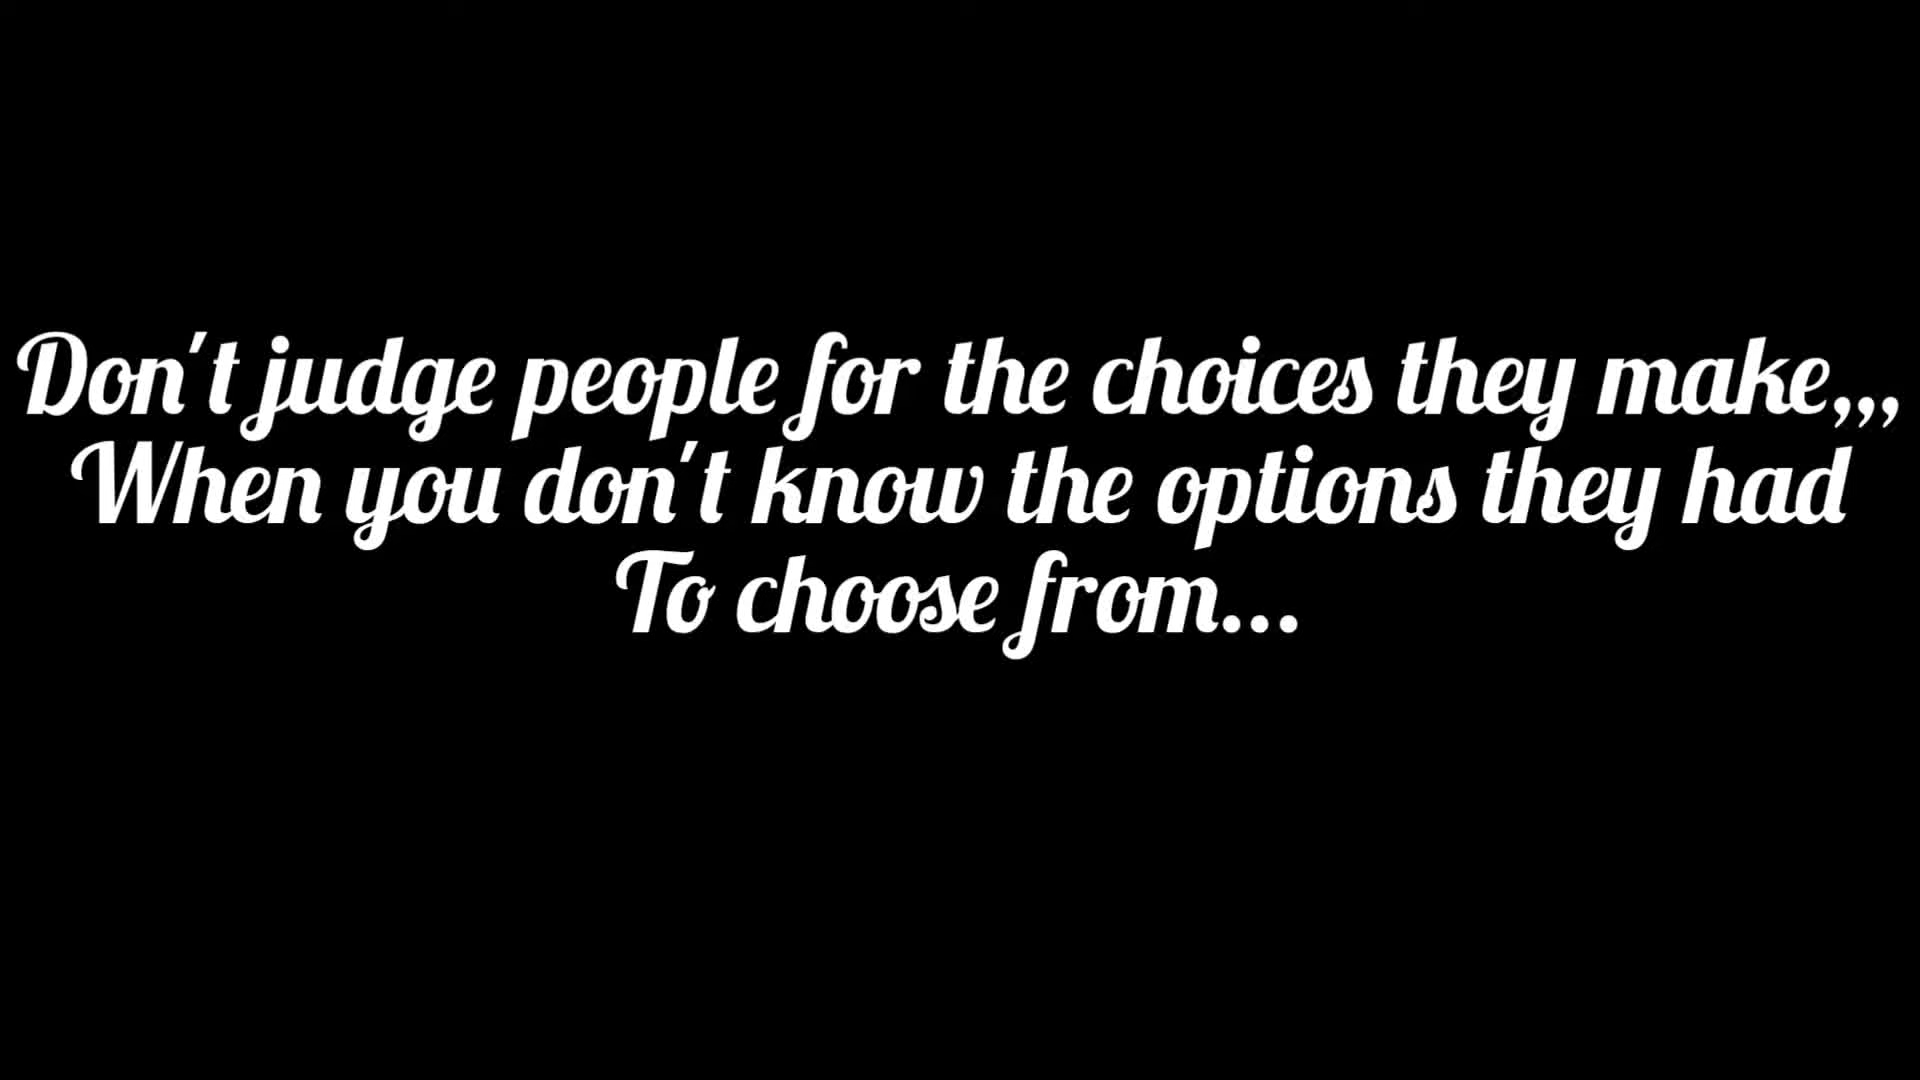 Don't judge people for the choices they make,,,
When you don't know the options they had
To choose from...